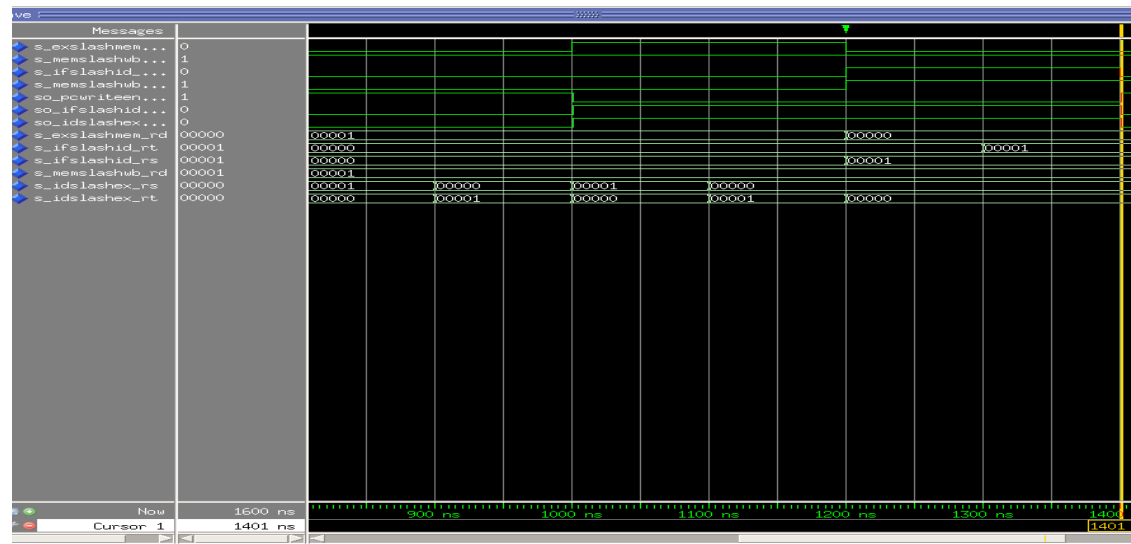 ve
Messages
s_exslashmem... 0
s_memslashwb... 1
s_ifslashid_... 0
s_memslashwb... 1
so_pcwriteen... 1
so_ifslashid... 0
so_idslashex... 0
s_exslashmem_rd 00000 00001 00000
s_ifslashid_rt 00001 00000 00001
s_ifslashid_rs 00001 00000 00001
s_memslashwb_rd 00001 00001
s_idslashex_rs 00000 00001 00000 00001 00000
s_idslashex_rt 00000 00000 00001 00000 00001 00000
Now 1600 ns 900 ns 1000 ns 1100 ns 1200 ns 1300 ns 1400
Cursor 1 1401 ns 1401